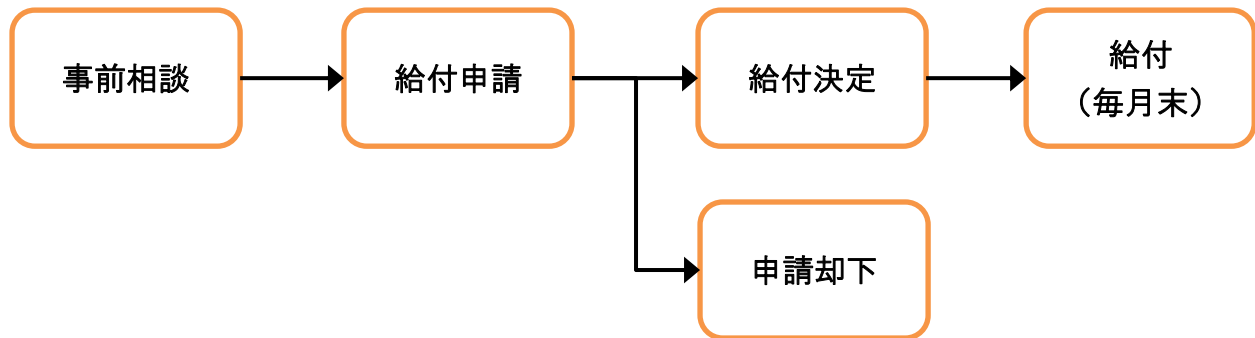 事前相談
給付申請
給付決定
給付
（毎月末）
申請却下